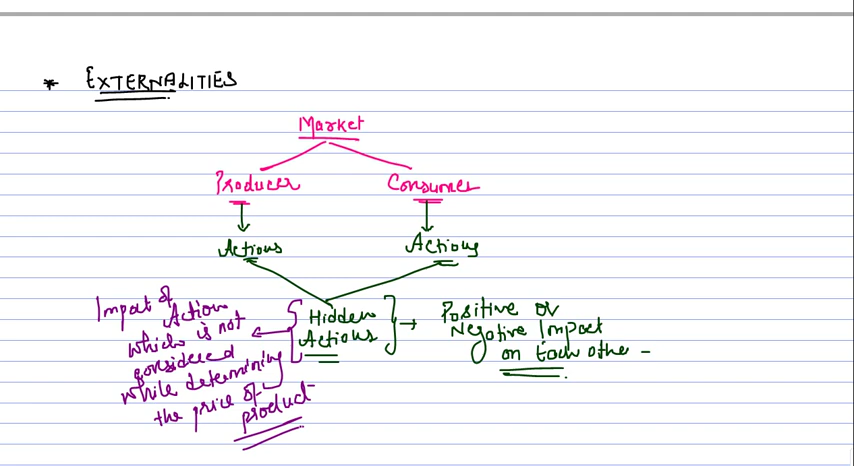 * EXTERNALITIES
Market
Producer Consumer
Actions Actions
Impact of
Action
which is not
considered
while determining
the price of
product
Hidden
Actions
Positive or
Negative Impact
on Each other -